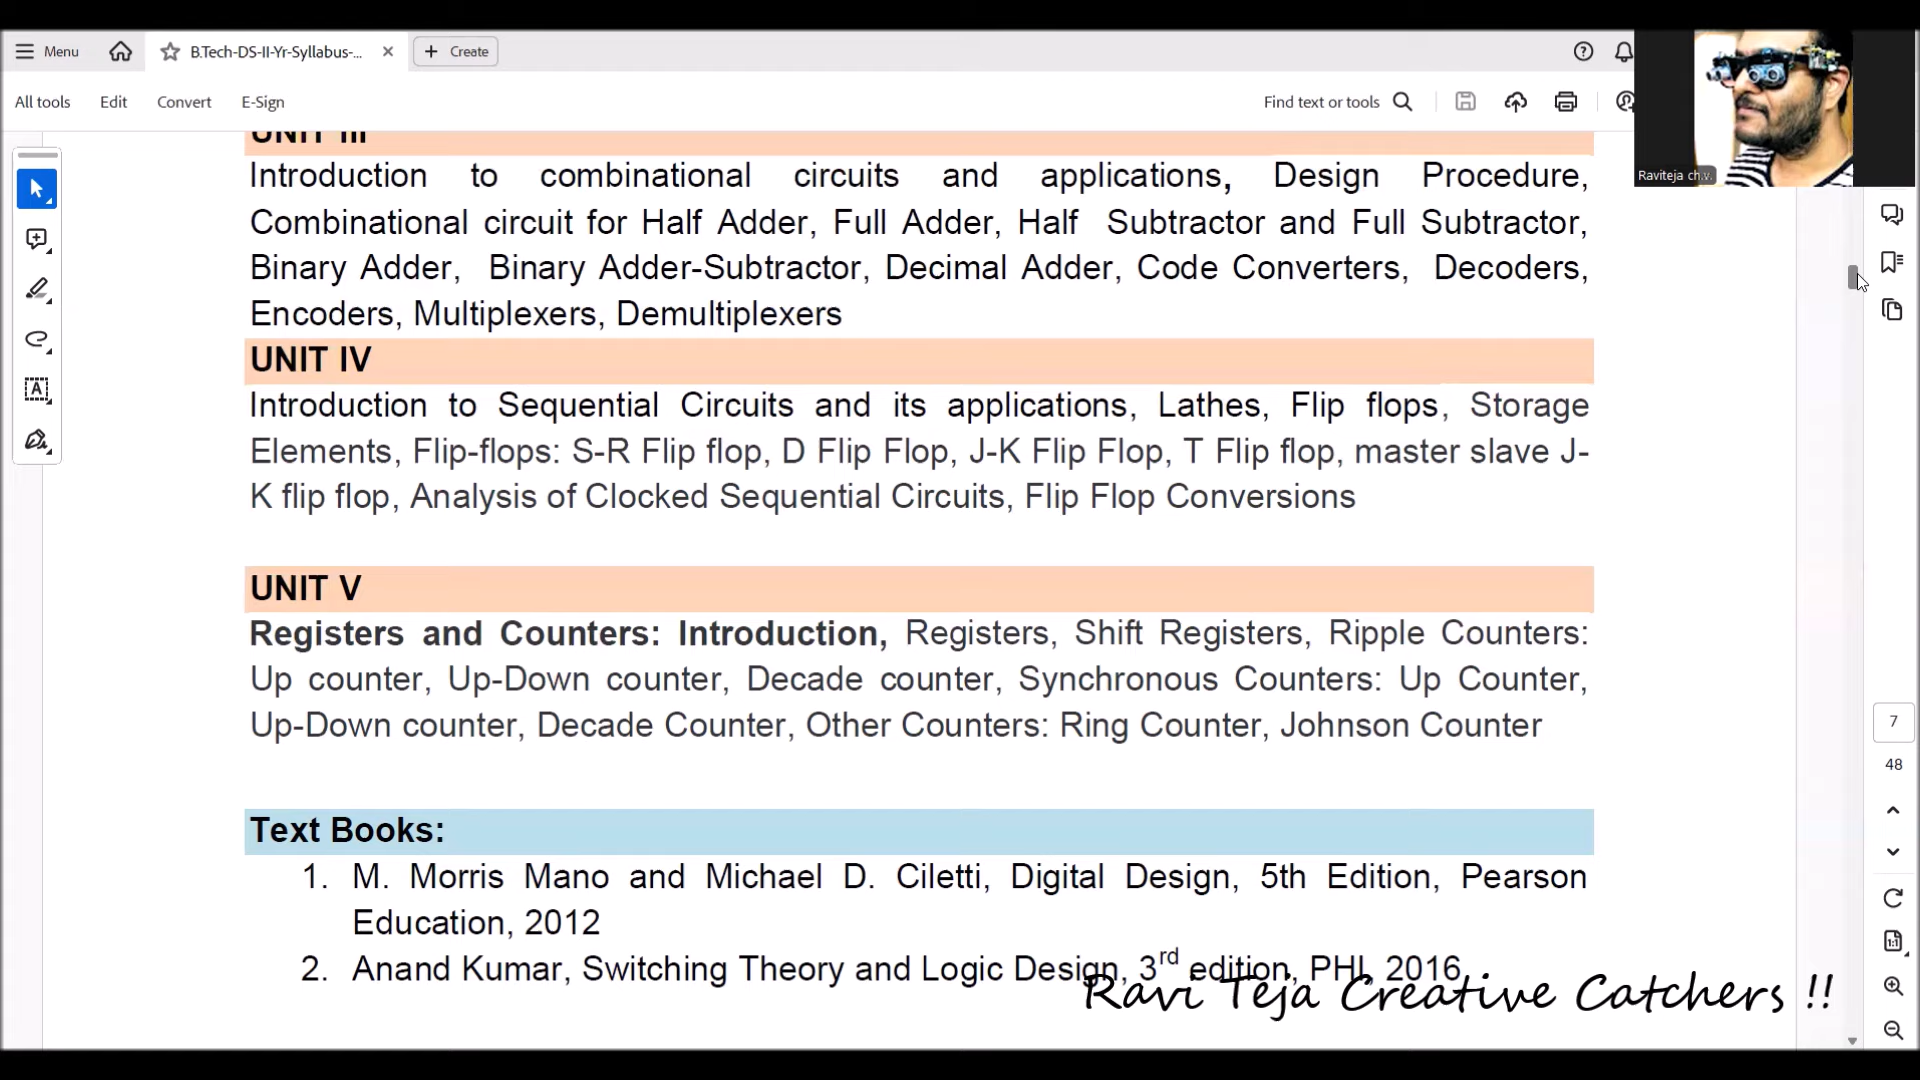 Menu
B.Tech-DS-II-Yr-Syllabus-...
Create
All tools
Edit
Convert
E-Sign
Find text or tools
Raviteja ch.v.
UNIT III
Introduction to combinational circuits and applications, Design Procedure,
Combinational circuit for Half Adder, Full Adder, Half Subtractor and Full Subtractor,
Binary Adder, Binary Adder-Subtractor, Decimal Adder, Code Converters, Decoders,
Encoders, Multiplexers, Demultiplexers
UNIT IV
Introduction to Sequential Circuits and its applications, Lathes, Flip flops, Storage
Elements, Flip-flops: S-R Flip flop, D Flip Flop, J-K Flip Flop, T Flip flop, master slave J-
K flip flop, Analysis of Clocked Sequential Circuits, Flip Flop Conversions
UNIT V
Registers and Counters: Introduction, Registers, Shift Registers, Ripple Counters:
Up counter, Up-Down counter, Decade counter, Synchronous Counters: Up Counter,
Up-Down counter, Decade Counter, Other Counters: Ring Counter, Johnson Counter
7
48
Text Books:
1. M. Morris Mano and Michael D. Ciletti, Digital Design, 5th Edition, Pearson
Education, 2012
2. Anand Kumar, Switching Theory and Logic Design, 3rd edition, PHI, 2016
Ravi Teja Creative Catchers !!